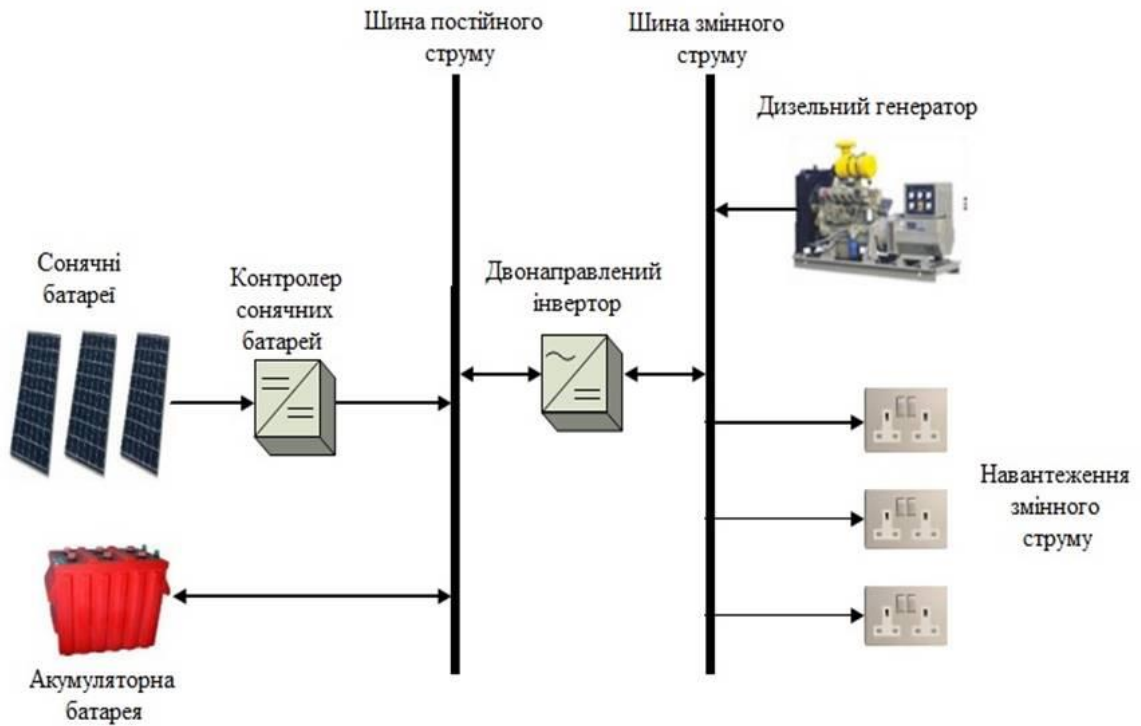 Шина постійного
струму
Шина змінного
струму
Дизельний генератор
Сонячні
батареї
Контролер
сонячних
батарей
Двонаправлений
інвертор
Навантеження
змінного
струму
Акумуляторна
батарея